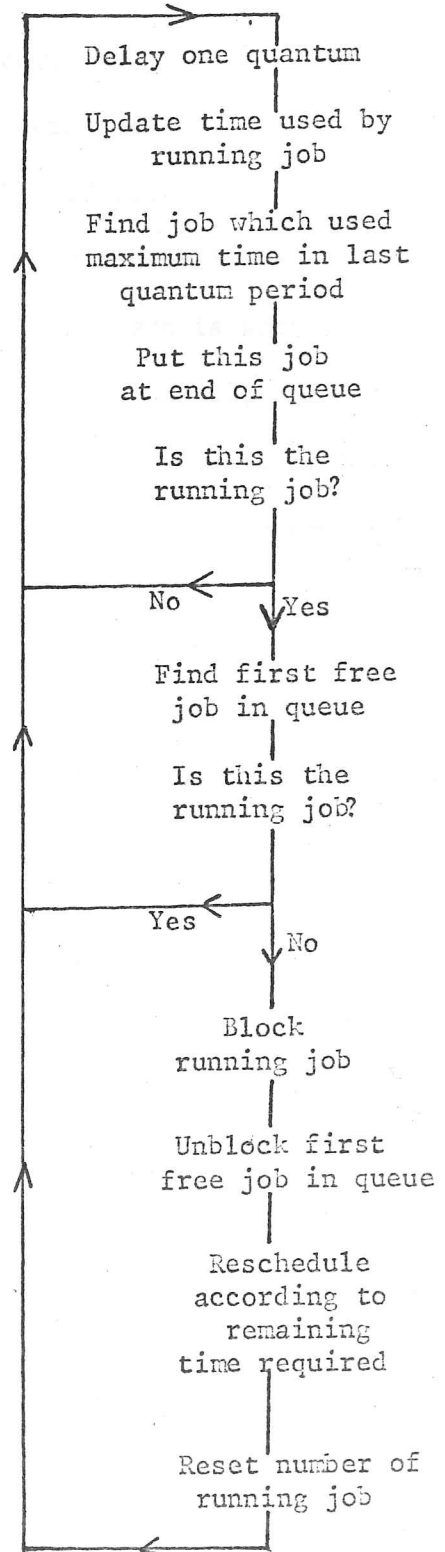 Delay one quantum
Update time used by
running job
Find job which used
maximum time in last
quantum period
Put this job
at end of queue
Is this the
running job?
No
Yes
Find first free
job in queue
Is this the
running job?
Yes
No
Block
running job
Unblock first
free job in queue
Reschedule
according to
remaining
time required
Reset number of
running job